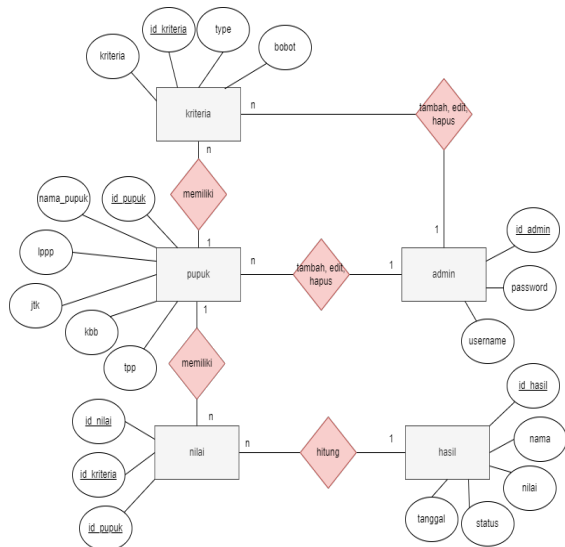 id_kriteria
type
kriteria
bobot
kriteria
n
tambah, edit,
hapus
n
memiliki
1
1
nama_pupuk
id_pupuk
lppp
jtk
kbb
tpp
pupuk
n
tambah, edit,
hapus
1
admin
id_admin
password
username
1
memiliki
n
id_nilai
id_kriteria
id_pupuk
nilai
n
hitung
1
hasil
id_hasil
nama
nilai
status
tanggal